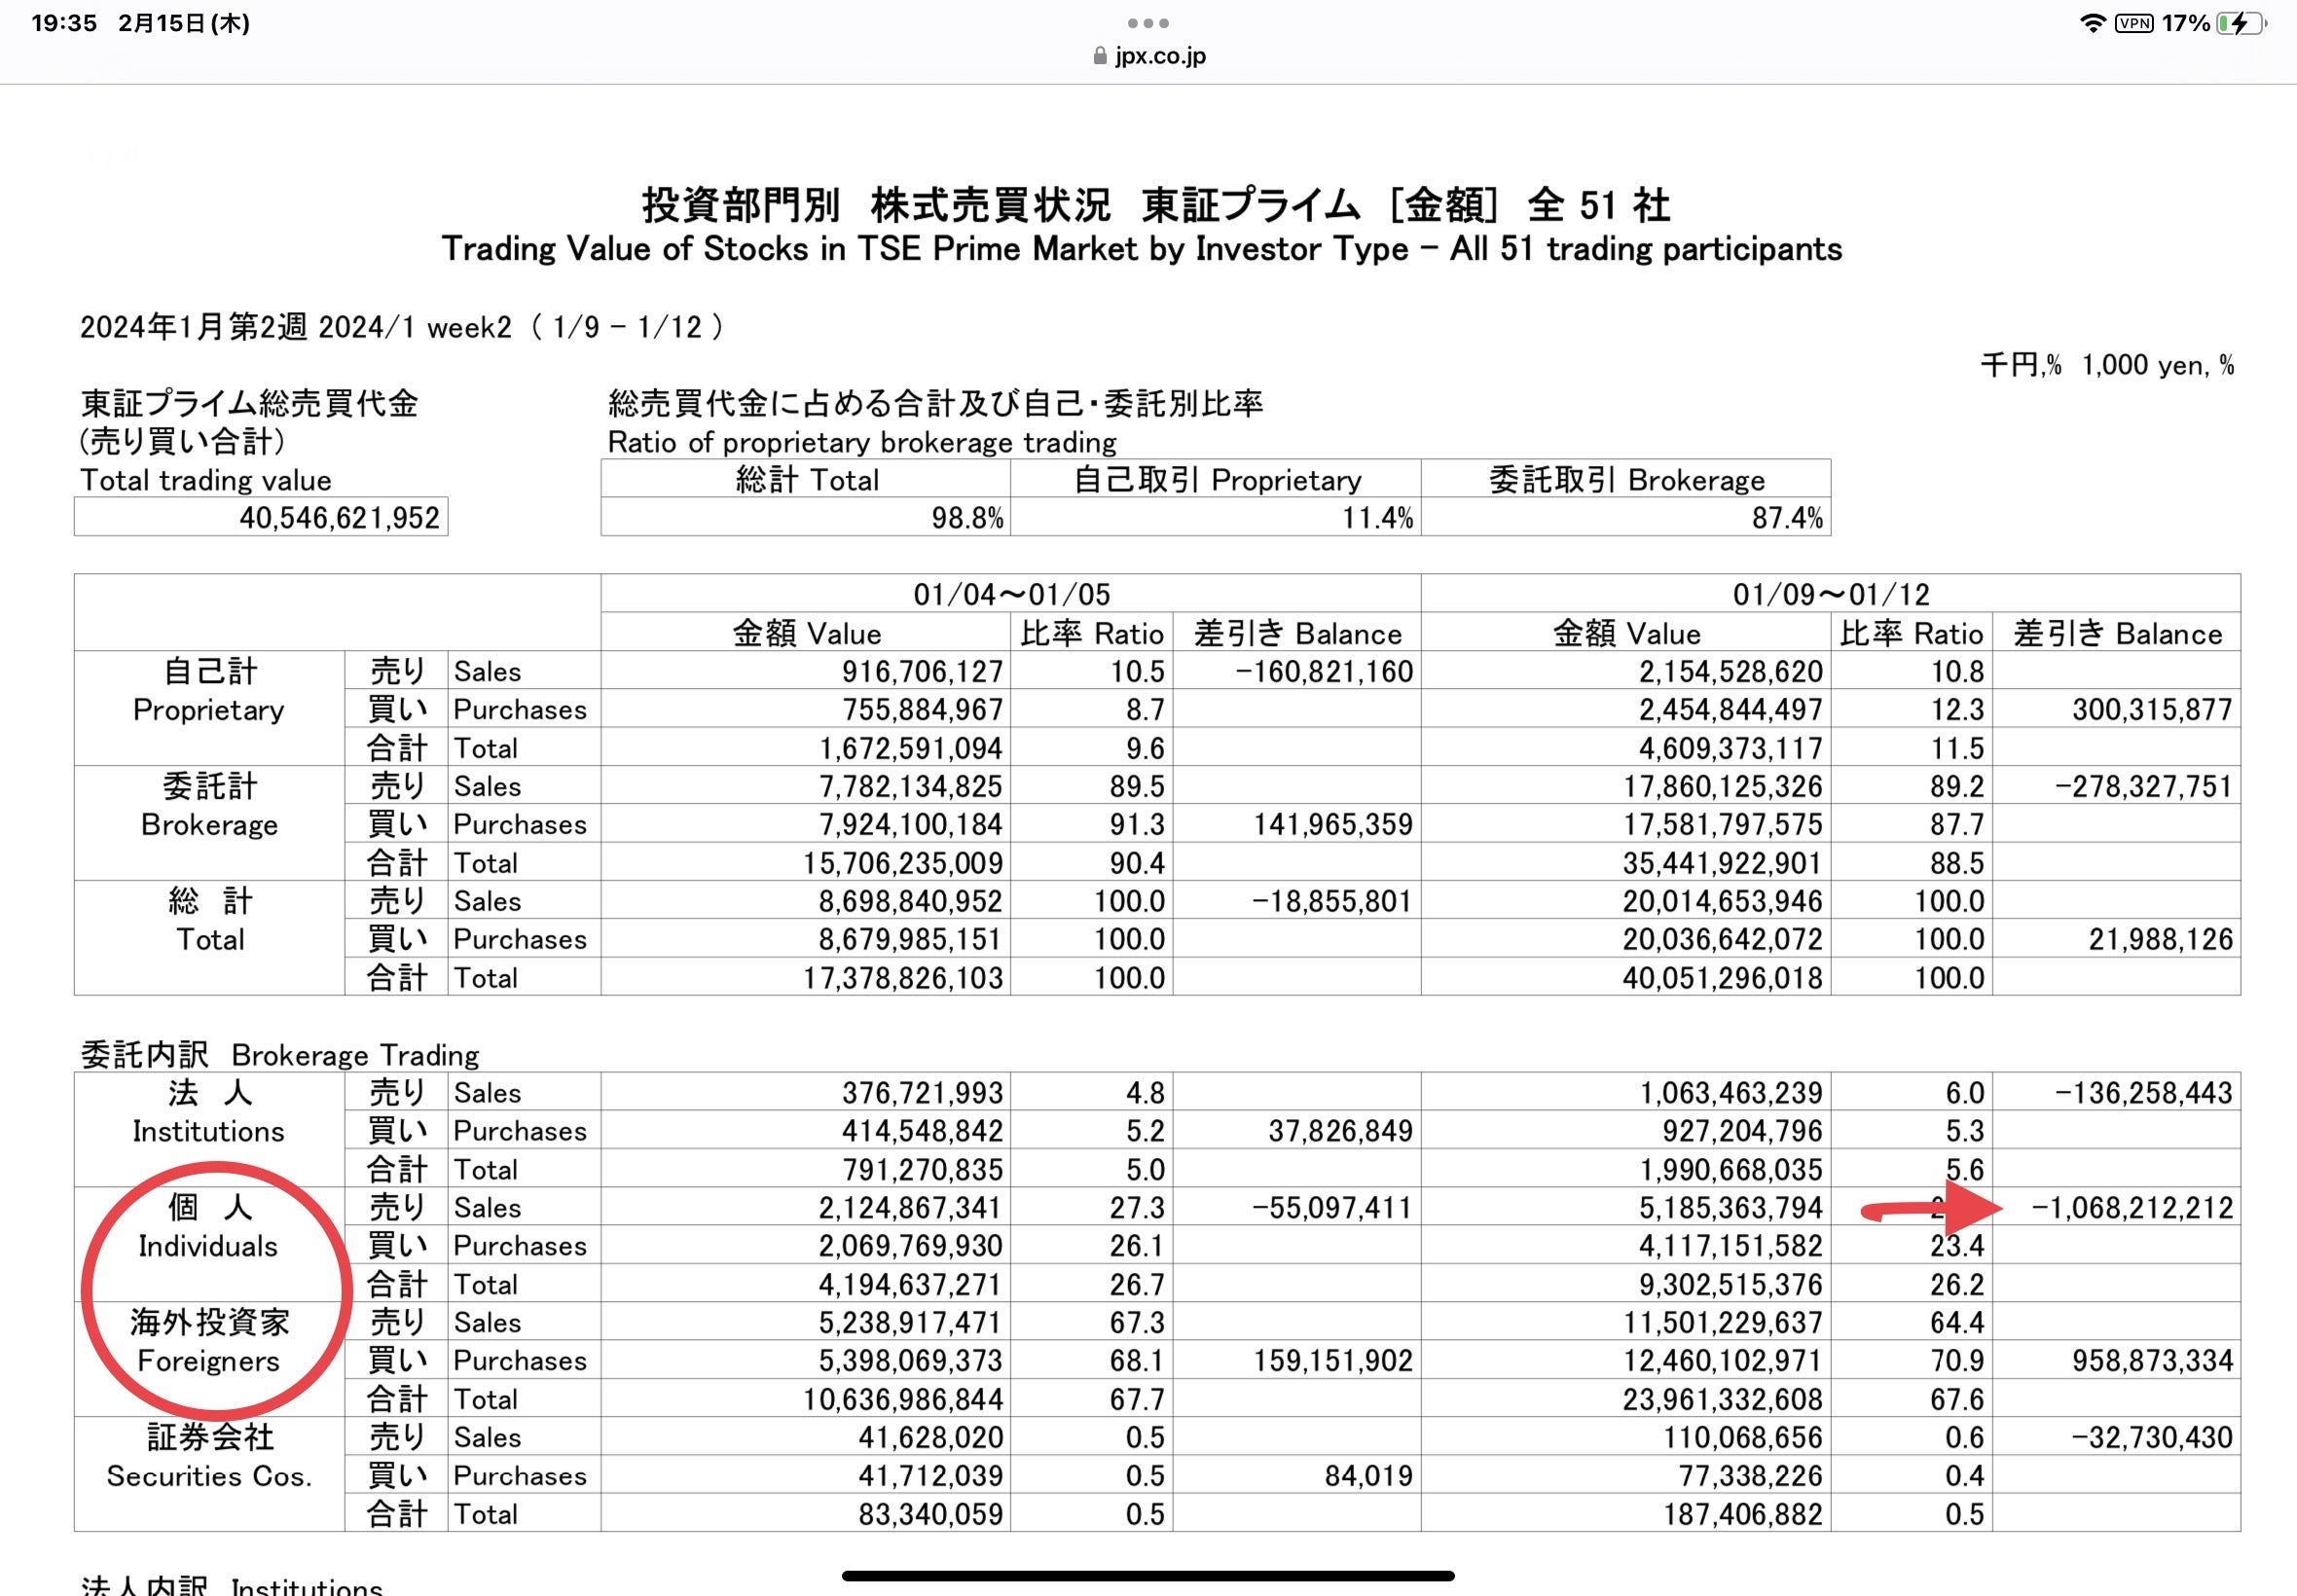 19:35 2月15日(木)
VPN 17%
jpx.co.jp
投資部門別 株式売買状況 東証プライム [金額] 全 51 社
Trading Value of Stocks in TSE Prime Market by Investor Type - All 51 trading participants
2024年1月第2週 2024/1 week2 ( 1/9 - 1/12 )
千円,% 1,000 yen, %
東証プライム総売買代金
(売り買い合計)
Total trading value
40,546,621,952
総売買代金に占める合計及び自己・委託別比率
Ratio of proprietary brokerage trading
総計 Total 自己取引 Proprietary 委託取引 Brokerage
98.8% 11.4% 87.4%
01/04～01/05 01/09～01/12
金額 Value 比率 Ratio 差引き Balance 金額 Value 比率 Ratio 差引き Balance
自己計 売り Sales 916,706,127 10.5 -160,821,160 2,154,528,620 10.8
Proprietary 買い Purchases 755,884,967 8.7 2,454,844,497 12.3 300,315,877
合計 Total 1,672,591,094 9.6 4,609,373,117 11.5
委託計 売り Sales 7,782,134,825 89.5 17,860,125,326 89.2 -278,327,751
Brokerage 買い Purchases 7,924,100,184 91.3 141,965,359 17,581,797,575 87.7
合計 Total 15,706,235,009 90.4 35,441,922,901 88.5
総 計 売り Sales 8,698,840,952 100.0 -18,855,801 20,014,653,946 100.0
Total 買い Purchases 8,679,985,151 100.0 20,036,642,072 100.0 21,988,126
合計 Total 17,378,826,103 100.0 40,051,296,018 100.0
委託内訳 Brokerage Trading
法 人 売り Sales 376,721,993 4.8 1,063,463,239 6.0 -136,258,443
Institutions 買い Purchases 414,548,842 5.2 37,826,849 927,204,796 5.3
合計 Total 791,270,835 5.0 1,990,668,035 5.6
個 人 売り Sales 2,124,867,341 27.3 -55,097,411 5,185,363,794 -1,068,212,212
Individuals 買い Purchases 2,069,769,930 26.1 4,117,151,582 23.4
合計 Total 4,194,637,271 26.7 9,302,515,376 26.2
海外投資家 売り Sales 5,238,917,471 67.3 11,501,229,637 64.4
Foreigners 買い Purchases 5,398,069,373 68.1 159,151,902 12,460,102,971 70.9 958,873,334
合計 Total 10,636,986,844 67.7 23,961,332,608 67.6
証券会社 売り Sales 41,628,020 0.5 110,068,656 0.6 -32,730,430
Securities Cos. 買い Purchases 41,712,039 0.5 84,019 77,338,226 0.4
合計 Total 83,340,059 0.5 187,406,882 0.5
法人内訳 Institutions